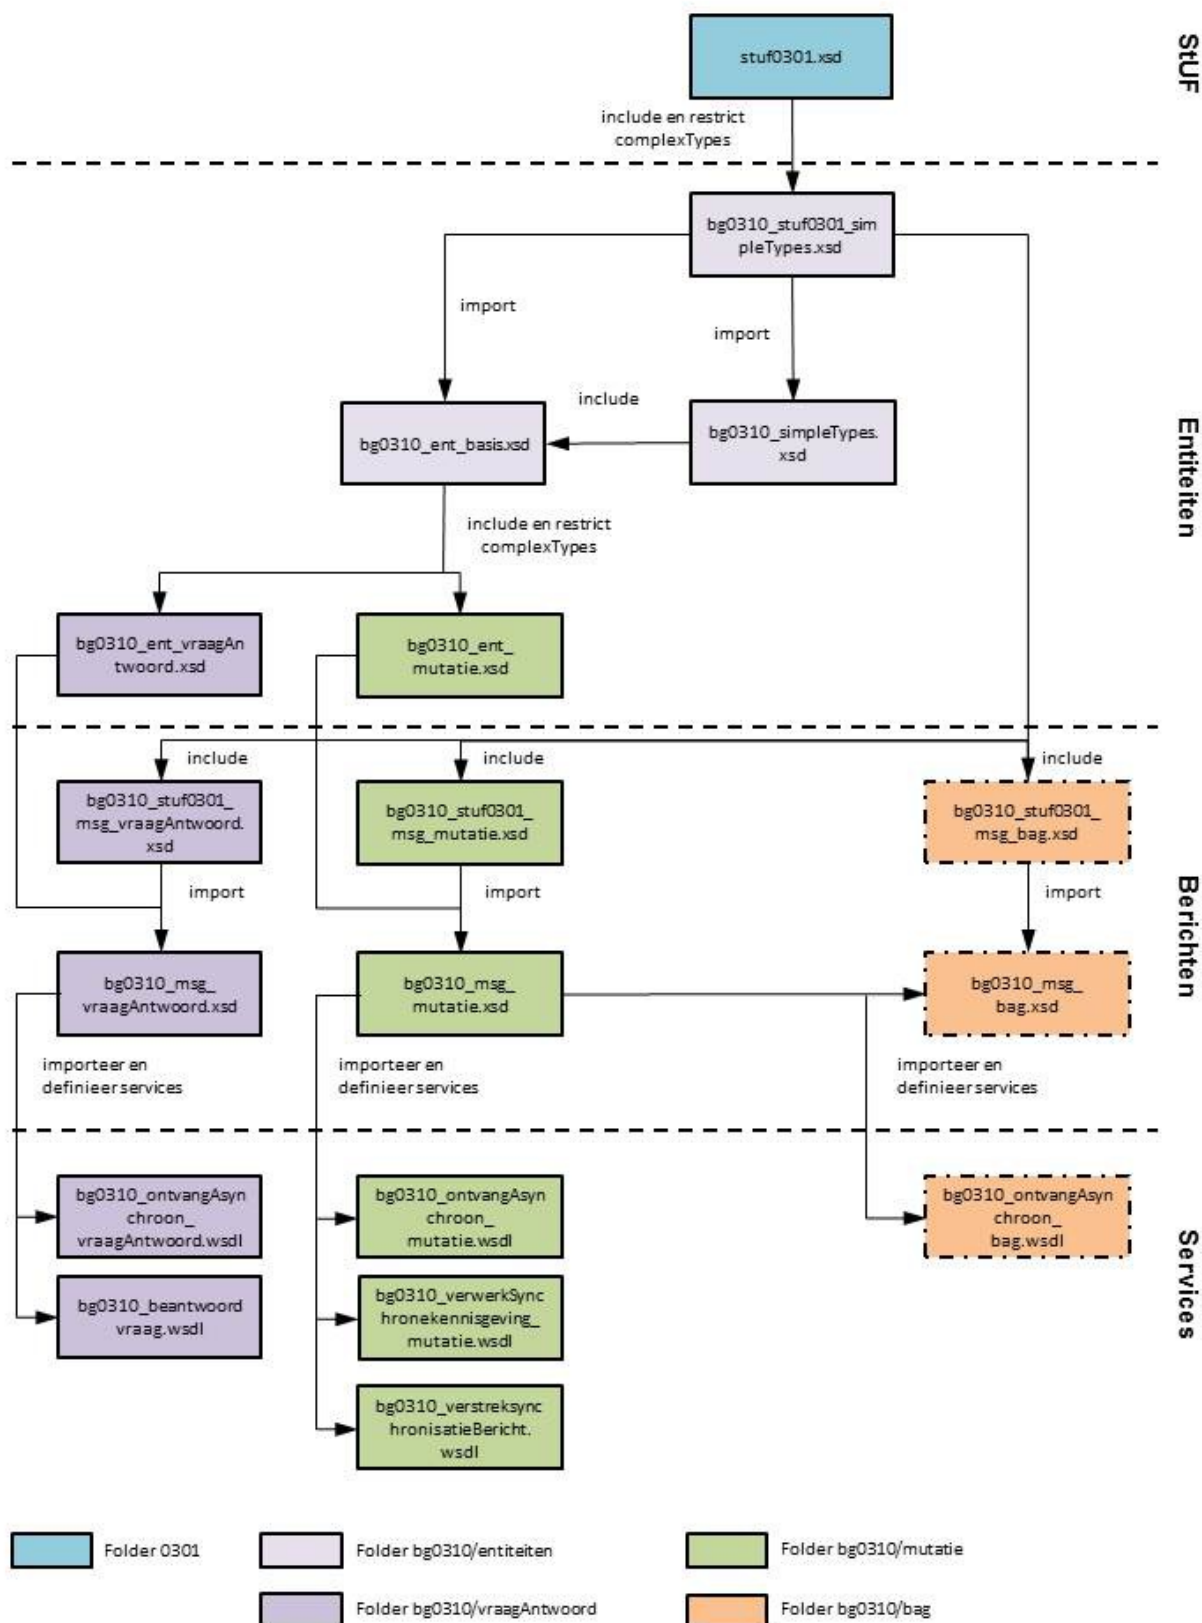 stuf0301.xsd
StUF
include en restrict
complexTypes
bg0310_stuf0301_sim
pleTypes.xsd
import
import
include
bg0310_ent_basis.xsd
bg0310_simpleTypes.
xsd
Entiteiten
include en restrict
complexTypes
bg0310_ent_vraagAn
twoord.xsd
bg0310_ent_
mutatie.xsd
include
include
include
bg0310_stuf0301_
msg_vraagAntwoord.
xsd
bg0310_stuf0301_
msg_mutatie.xsd
bg0310_stuf0301_
msg_bag.xsd
import
import
import
Berichten
bg0310_msg_
vraagAntwoord.xsd
bg0310_msg_
mutatie.xsd
bg0310_msg_
bag.xsd
importeer en
definieer services
importeer en
definieer services
importeer en
definieer services
bg0310_ontvangAsyn
chroon_
vraagAntwoord.wsdl
bg0310_ontvangAsyn
chroon_
mutatie.wsdl
bg0310_ontvangAsyn
chroon_
bag.wsdl
Services
bg0310_beantwoord
vraag.wsdl
bg0310_verwerkSync
hronekennisgeving_
mutatie.wsdl
bg0310_verstreksync
hronisatieBericht.
wsdl
Folder 0301
Folder bg0310/entiteiten
Folder bg0310/mutatie
Folder bg0310/vraagAntwoord
Folder bg0310/bag